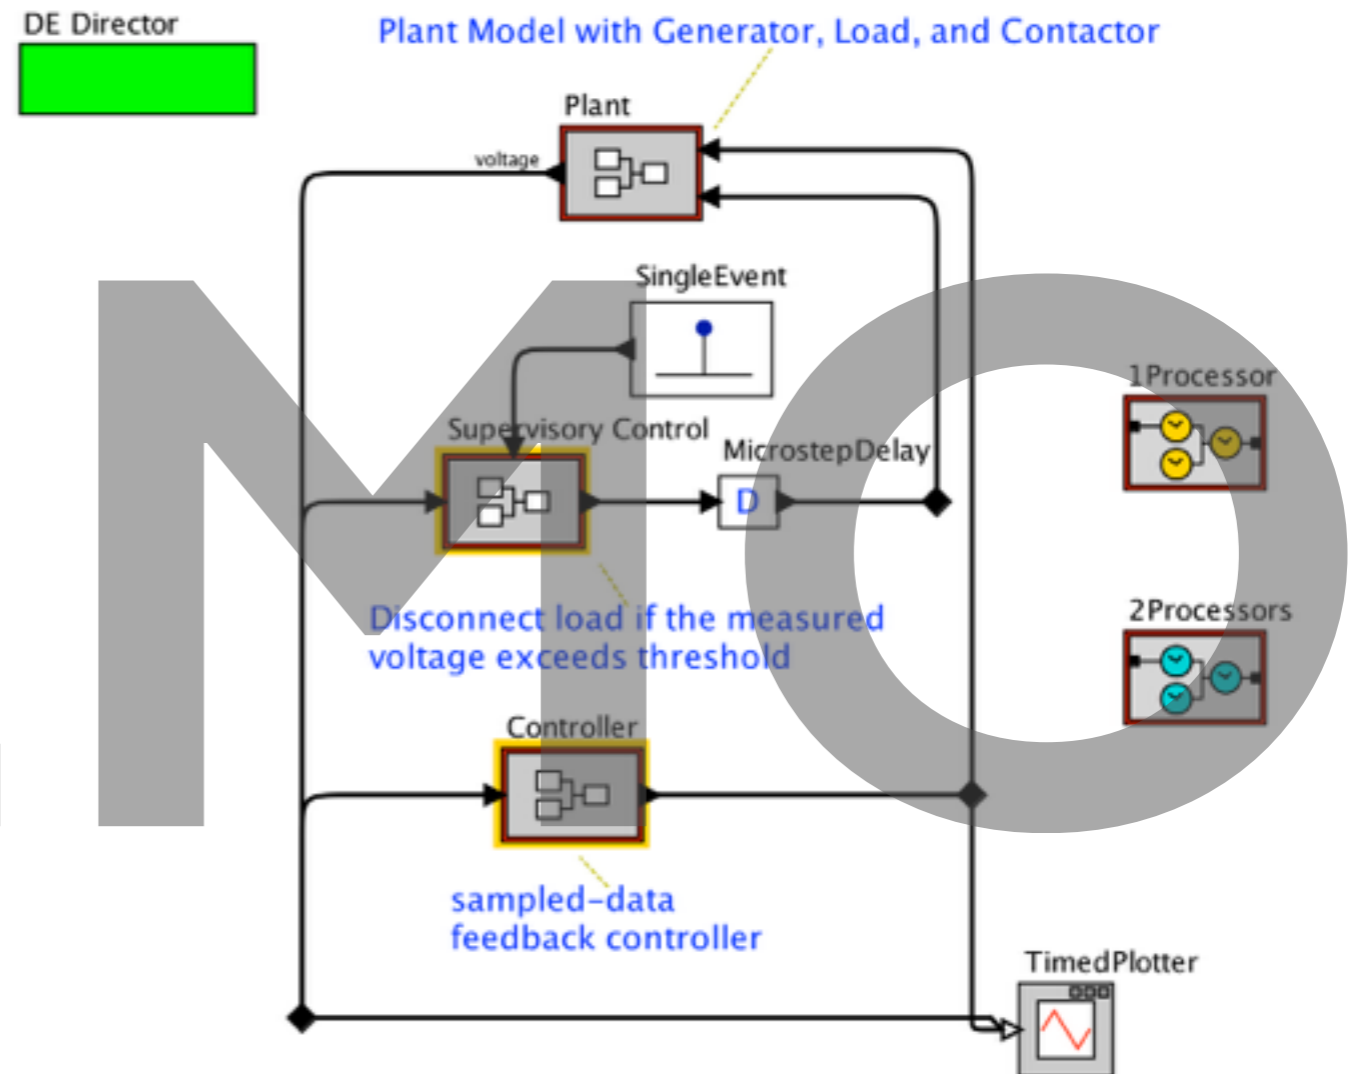 DE Director
Plant Model with Generator, Load, and Contactor
Plant
voltage
SingleEvent
Supervisory Control
MicrostepDelay
D
1Processor
Disconnect load if the measured
voltage exceeds threshold
2Processors
Controller
sampled-data
feedback controller
TimedPlotter
MO